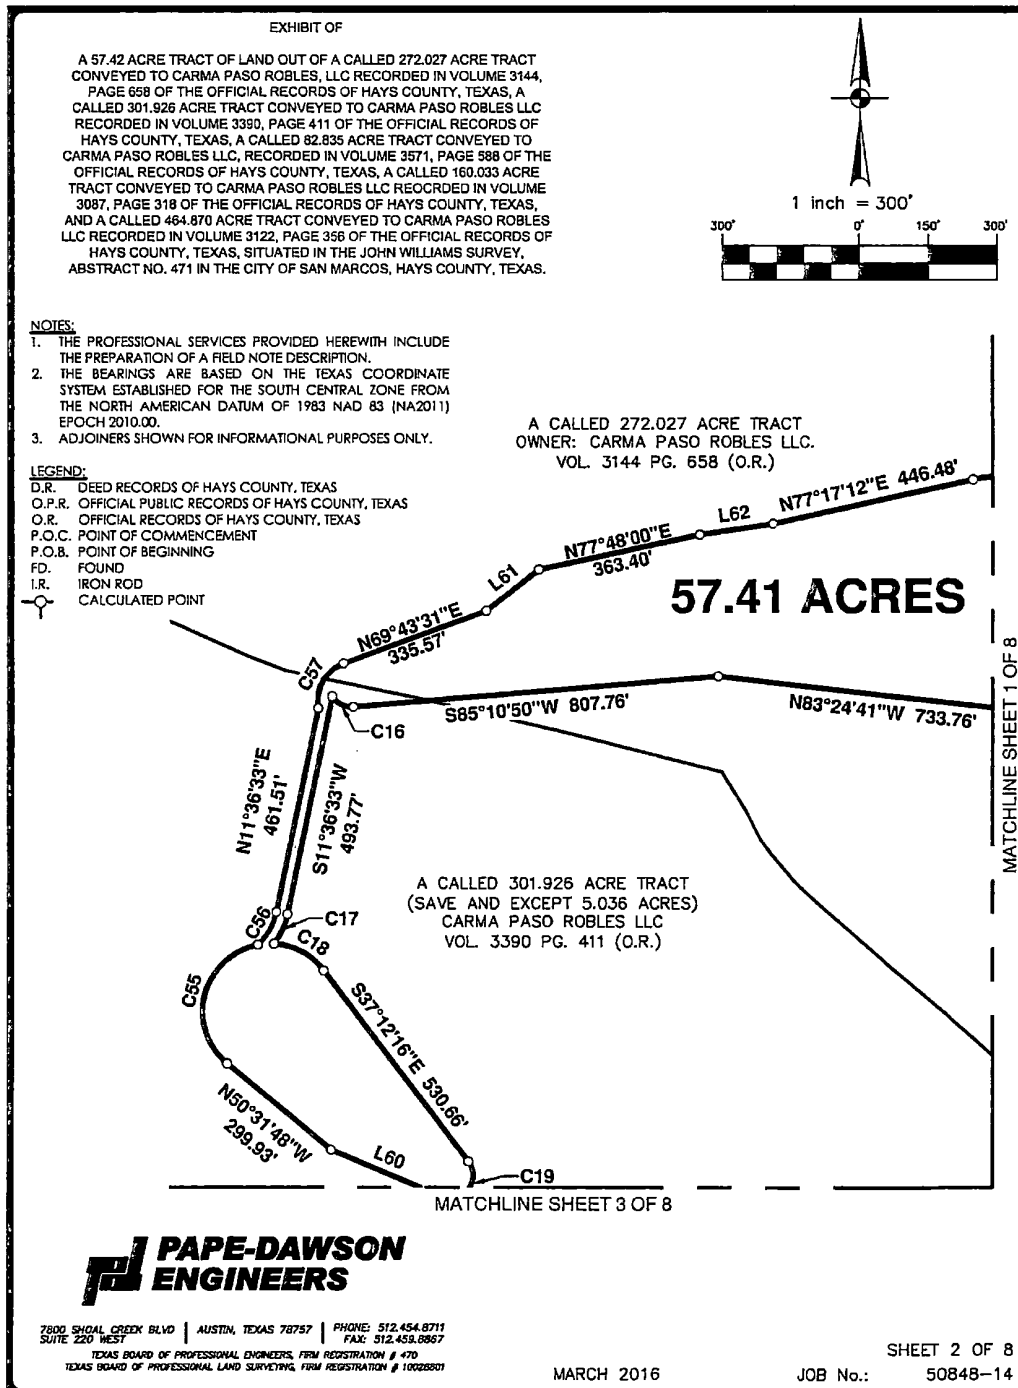 EXHIBIT OF
A 57.42 ACRE TRACT OF LAND OUT OF A CALLED 272.027 ACRE TRACT
CONVEYED TO CARMA PASO ROBLES, LLC RECORDED IN VOLUME 3144,
PAGE 658 OF THE OFFICIAL RECORDS OF HAYS COUNTY, TEXAS, A
CALLED 301.926 ACRE TRACT CONVEYED TO CARMA PASO ROBLES LLC
RECORDED IN VOLUME 3390, PAGE 411 OF THE OFFICIAL RECORDS OF
HAYS COUNTY, TEXAS, A CALLED 82.835 ACRE TRACT CONVEYED TO
CARMA PASO ROBLES LLC, RECORDED IN VOLUME 3571, PAGE 588 OF THE
OFFICIAL RECORDS OF HAYS COUNTY, TEXAS, A CALLED 160.033 ACRE
TRACT CONVEYED TO CARMA PASO ROBLES LLC REOCRDED IN VOLUME
3087, PAGE 318 OF THE OFFICIAL RECORDS OF HAYS COUNTY, TEXAS,
AND A CALLED 464.870 ACRE TRACT CONVEYED TO CARMA PASO ROBLES
LLC RECORDED IN VOLUME 3122, PAGE 356 OF THE OFFICIAL RECORDS OF
HAYS COUNTY, TEXAS, SITUATED IN THE JOHN WILLIAMS SURVEY,
ABSTRACT NO. 471 IN THE CITY OF SAN MARCOS, HAYS COUNTY, TEXAS.
1 inch = 300'
300' 0' 150' 300'
NOTES:
1. THE PROFESSIONAL SERVICES PROVIDED HEREWITH INCLUDE
THE PREPARATION OF A FIELD NOTE DESCRIPTION.
2. THE BEARINGS ARE BASED ON THE TEXAS COORDINATE
SYSTEM ESTABLISHED FOR THE SOUTH CENTRAL ZONE FROM
THE NORTH AMERICAN DATUM OF 1983 NAD 83 (NA2011)
EPOCH 2010.00.
3. ADJOINERS SHOWN FOR INFORMATIONAL PURPOSES ONLY.
LEGEND:
D.R. DEED RECORDS OF HAYS COUNTY, TEXAS
O.P.R. OFFICIAL PUBLIC RECORDS OF HAYS COUNTY, TEXAS
O.R. OFFICIAL RECORDS OF HAYS COUNTY, TEXAS
P.O.C. POINT OF COMMENCEMENT
P.O.B. POINT OF BEGINNING
FD. FOUND
I.R. IRON ROD
CALCULATED POINT
A CALLED 272.027 ACRE TRACT
OWNER: CARMA PASO ROBLES LLC.
VOL. 3144 PG. 658 (O.R.)
N77°17'12"E 446.48'
L62
N77°48'00"E
363.40'
L61
57.41 ACRES
N69°43'31"E
335.57'
C57
S85°10'50"W 807.76'
N83°24'41"W 733.76'
C16
MATCHLINE SHEET 1 OF 8
N11°36'33"E
461.51'
S11°36'33"W
493.77'
A CALLED 301.926 ACRE TRACT
(SAVE AND EXCEPT 5.036 ACRES)
CARMA PASO ROBLES LLC
VOL. 3390 PG. 411 (O.R.)
C17
C56
C18
C55
S37°12'16"E 530.66'
N50°31'48"W
299.93'
L60
C19
MATCHLINE SHEET 3 OF 8
PAPE-DAWSON
ENGINEERS
7800 SHOAL CREEK BLVD | AUSTIN, TEXAS 78757 | PHONE: 512.454.8711
SUITE 220 WEST FAX: 512.459.8867
TEXAS BOARD OF PROFESSIONAL ENGINEERS, FIRM REGISTRATION # 470
TEXAS BOARD OF PROFESSIONAL LAND SURVEYING, FIRM REGISTRATION # 10028801
MARCH 2016
SHEET 2 OF 8
JOB No.: 50848-14